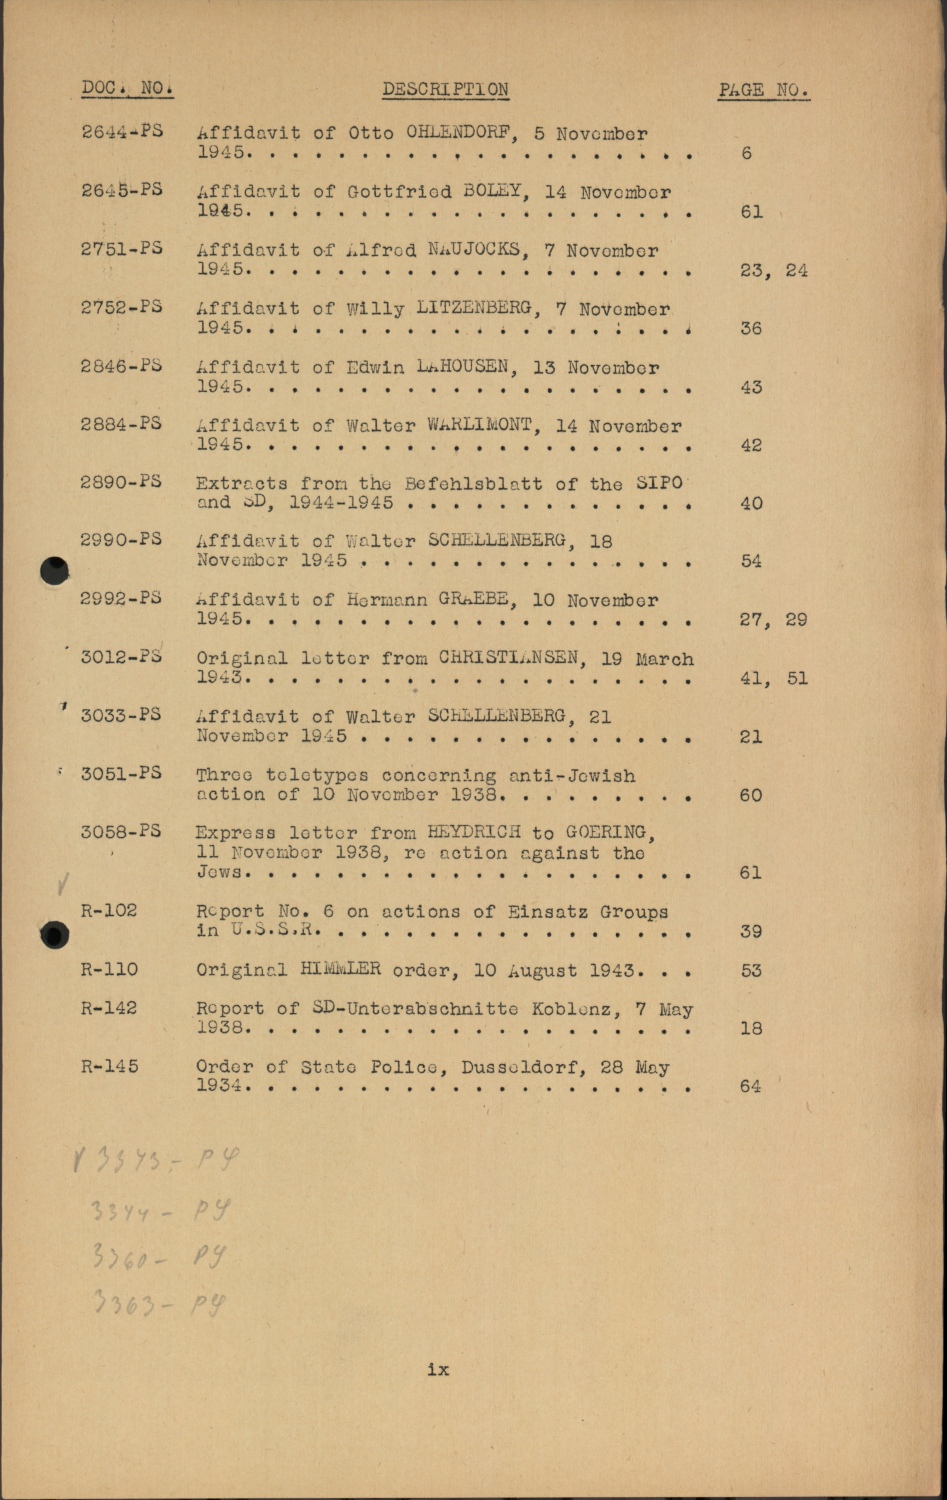 DOC. NO. DESCRIPTION PAGE NO.
2644-PS Affidavit of Otto OHLENDORF, 5 November
1945. . . . . . . . . . . . . . . . . . . . 6
2645-PS Affidavit of Gottfried BOLEY, 14 November
1945. . . . . . . . . . . . . . . . . . . . 61
2751-PS Affidavit of Alfred NAUJOCKS, 7 November
1945. . . . . . . . . . . . . . . . . . . . 23, 24
2752-PS Affidavit of Willy LITZENBERG, 7 November
1945. . . . . . . . . . . . . . . . . . . . 36
2846-PS Affidavit of Edwin LAHOUSEN, 13 November
1945. . . . . . . . . . . . . . . . . . . . 43
2884-PS Affidavit of Walter WARLIMONT, 14 November
1945. . . . . . . . . . . . . . . . . . . . 42
2890-PS Extracts from the Befehlsblatt of the SIPO
and SD, 1944-1945 . . . . . . . . . . . . . 40
2990-PS Affidavit of Walter SCHELLENBERG, 18
November 1945 . . . . . . . . . . . . . . . 54
2992-PS Affidavit of Hermann GRAEBE, 10 November
1945. . . . . . . . . . . . . . . . . . . . 27, 29
3012-PS Original letter from CHRISTIANSEN, 19 March
1943. . . . . . . . . . . . . . . . . . . . 41, 51
3033-PS Affidavit of Walter SCHELLENBERG, 21
November 1945 . . . . . . . . . . . . . . . 21
3051-PS Three teletypes concerning anti-Jewish
action of 10 November 1938. . . . . . . . . 60
3058-PS Express letter from HEYDRICH to GOERING,
11 November 1938, re action against the
Jews. . . . . . . . . . . . . . . . . . . . 61
R-102 Report No. 6 on actions of Einsatz Groups
in U.S.S.R. . . . . . . . . . . . . . . . . 39
R-110 Original HIMMLER order, 10 August 1943. . . 53
R-142 Report of SD-Unterabschnitte Koblenz, 7 May
1938. . . . . . . . . . . . . . . . . . . . 18
R-145 Order of State Police, Dusseldorf, 28 May
1934. . . . . . . . . . . . . . . . . . . . 64
✓ 3343-PS
3344-PS
3360-PS
3363-PS
ix